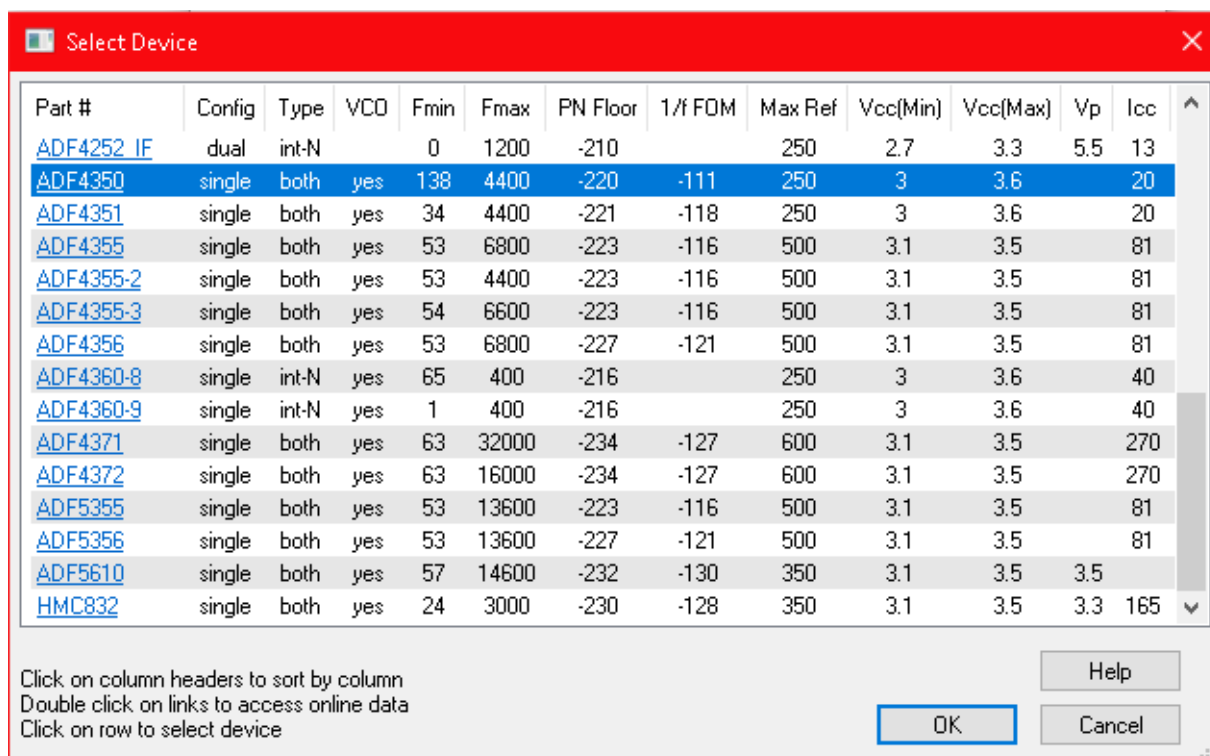 Select Device
Part # Config Type VCO Fmin Fmax PN Floor 1/f FOM Max Ref Vcc(Min) Vcc(Max) Vp Icc
ADF4252_IF dual int-N 0 1200 -210 250 2.7 3.3 5.5 13
ADF4350 single both yes 138 4400 -220 -111 250 3 3.6 20
ADF4351 single both yes 34 4400 -221 -118 250 3 3.6 20
ADF4355 single both yes 53 6800 -223 -116 500 3.1 3.5 81
ADF4355-2 single both yes 53 4400 -223 -116 500 3.1 3.5 81
ADF4355-3 single both yes 54 6600 -223 -116 500 3.1 3.5 81
ADF4356 single both yes 53 6800 -227 -121 500 3.1 3.5 81
ADF4360-8 single int-N yes 65 400 -216 250 3 3.6 40
ADF4360-9 single int-N yes 1 400 -216 250 3 3.6 40
ADF4371 single both yes 63 32000 -234 -127 600 3.1 3.5 270
ADF4372 single both yes 63 16000 -234 -127 600 3.1 3.5 270
ADF5355 single both yes 53 13600 -223 -116 500 3.1 3.5 81
ADF5356 single both yes 53 13600 -227 -121 500 3.1 3.5 81
ADF5610 single both yes 57 14600 -232 -130 350 3.1 3.5 3.5
HMC832 single both yes 24 3000 -230 -128 350 3.1 3.5 3.3 165
Click on column headers to sort by column
Double click on links to access online data
Click on row to select device
Help
OK Cancel